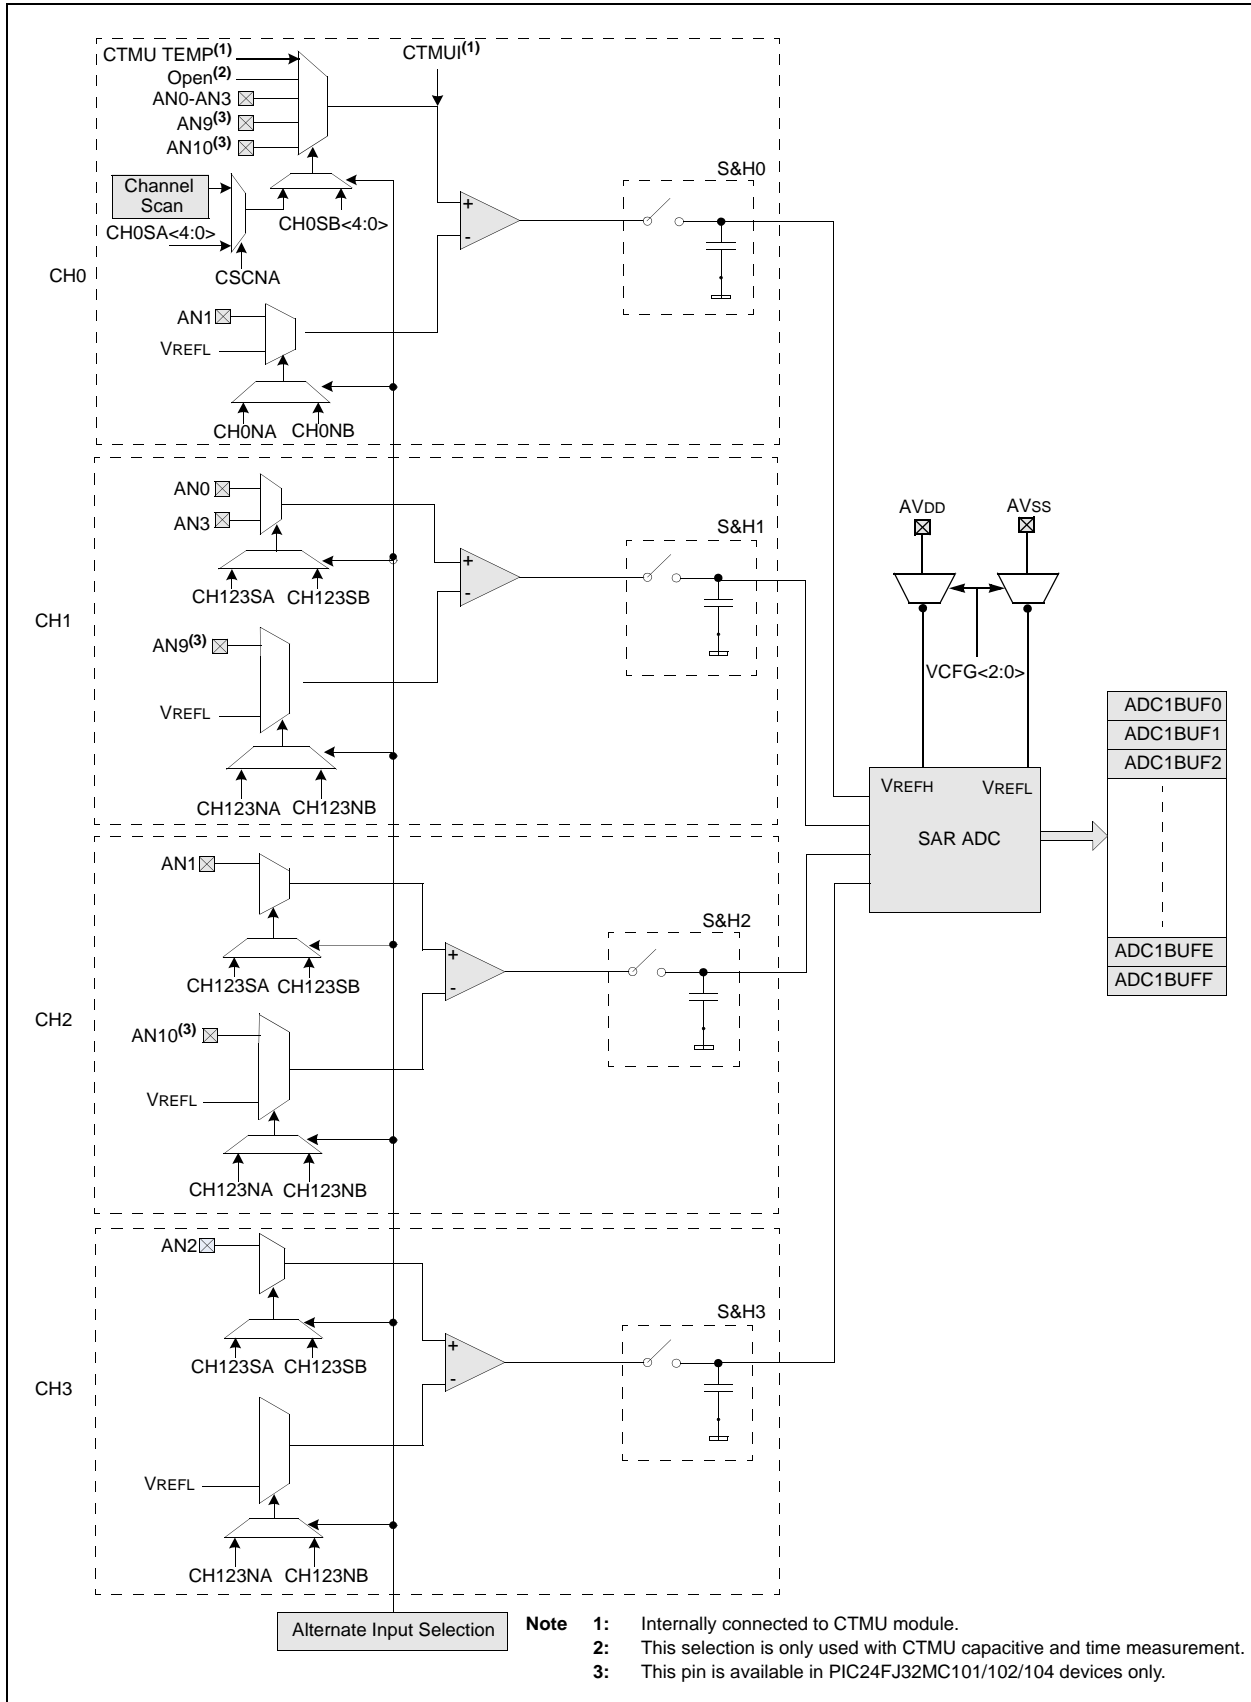 CTMU TEMP(1)
CTMUI(1)
Open(2)
AN0-AN3
AN9(3)
AN10(3)
S&H0
Channel
Scan
+
CH0SA<4:0>
CH0SB<4:0>
-
CH0
CSCNA
AN1
VREFL
CH0NA
CH0NB
AN0
AN3
S&H1
AVDD
AVSS
+
CH123SA
CH123SB
-
CH1
AN9(3)
VCFG<2:0>
VREFL
ADC1BUF0
ADC1BUF1
ADC1BUF2
VREFH
VREFL
CH123NA
CH123NB
SAR ADC
AN1
S&H2
ADC1BUFE
+
CH123SA
CH123SB
-
ADC1BUFF
CH2
AN10(3)
VREFL
CH123NA
CH123NB
AN2
S&H3
+
CH123SA
CH123SB
-
CH3
VREFL
CH123NA
CH123NB
Alternate Input Selection
Note 1: Internally connected to CTMU module.
2: This selection is only used with CTMU capacitive and time measurement.
3: This pin is available in PIC24FJ32MC101/102/104 devices only.